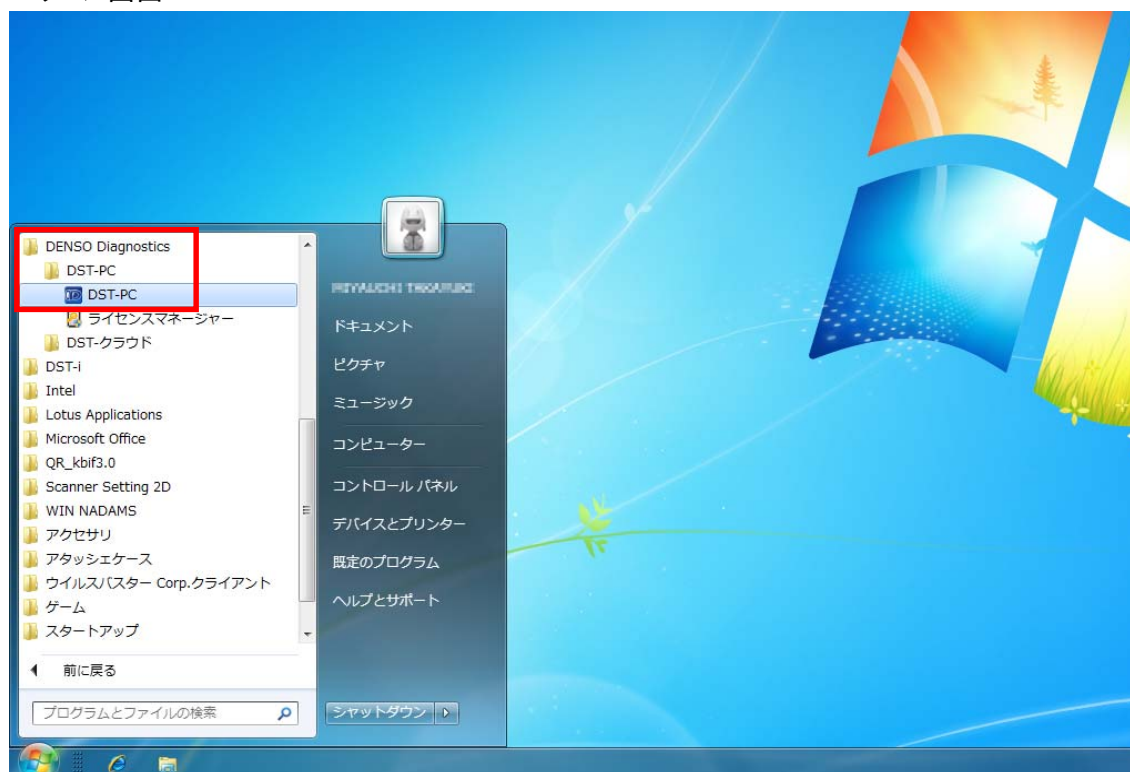 DENSO Diagnostics
DST-PC
DST-PC
ライセンスマネージャー
DST-クラウド
DST-i
Intel
Lotus Applications
Microsoft Office
QR_kbif3.0
Scanner Setting 2D
WIN NADAMS
アクセサリ
アタッシェケース
ウイルスバスター Corp.クライアント
ゲーム
スタートアップ
前に戻る
プログラムとファイルの検索
ドキュメント
ピクチャ
ミュージック
コンピューター
コントロール パネル
デバイスとプリンター
既定のプログラム
ヘルプとサポート
シャットダウン